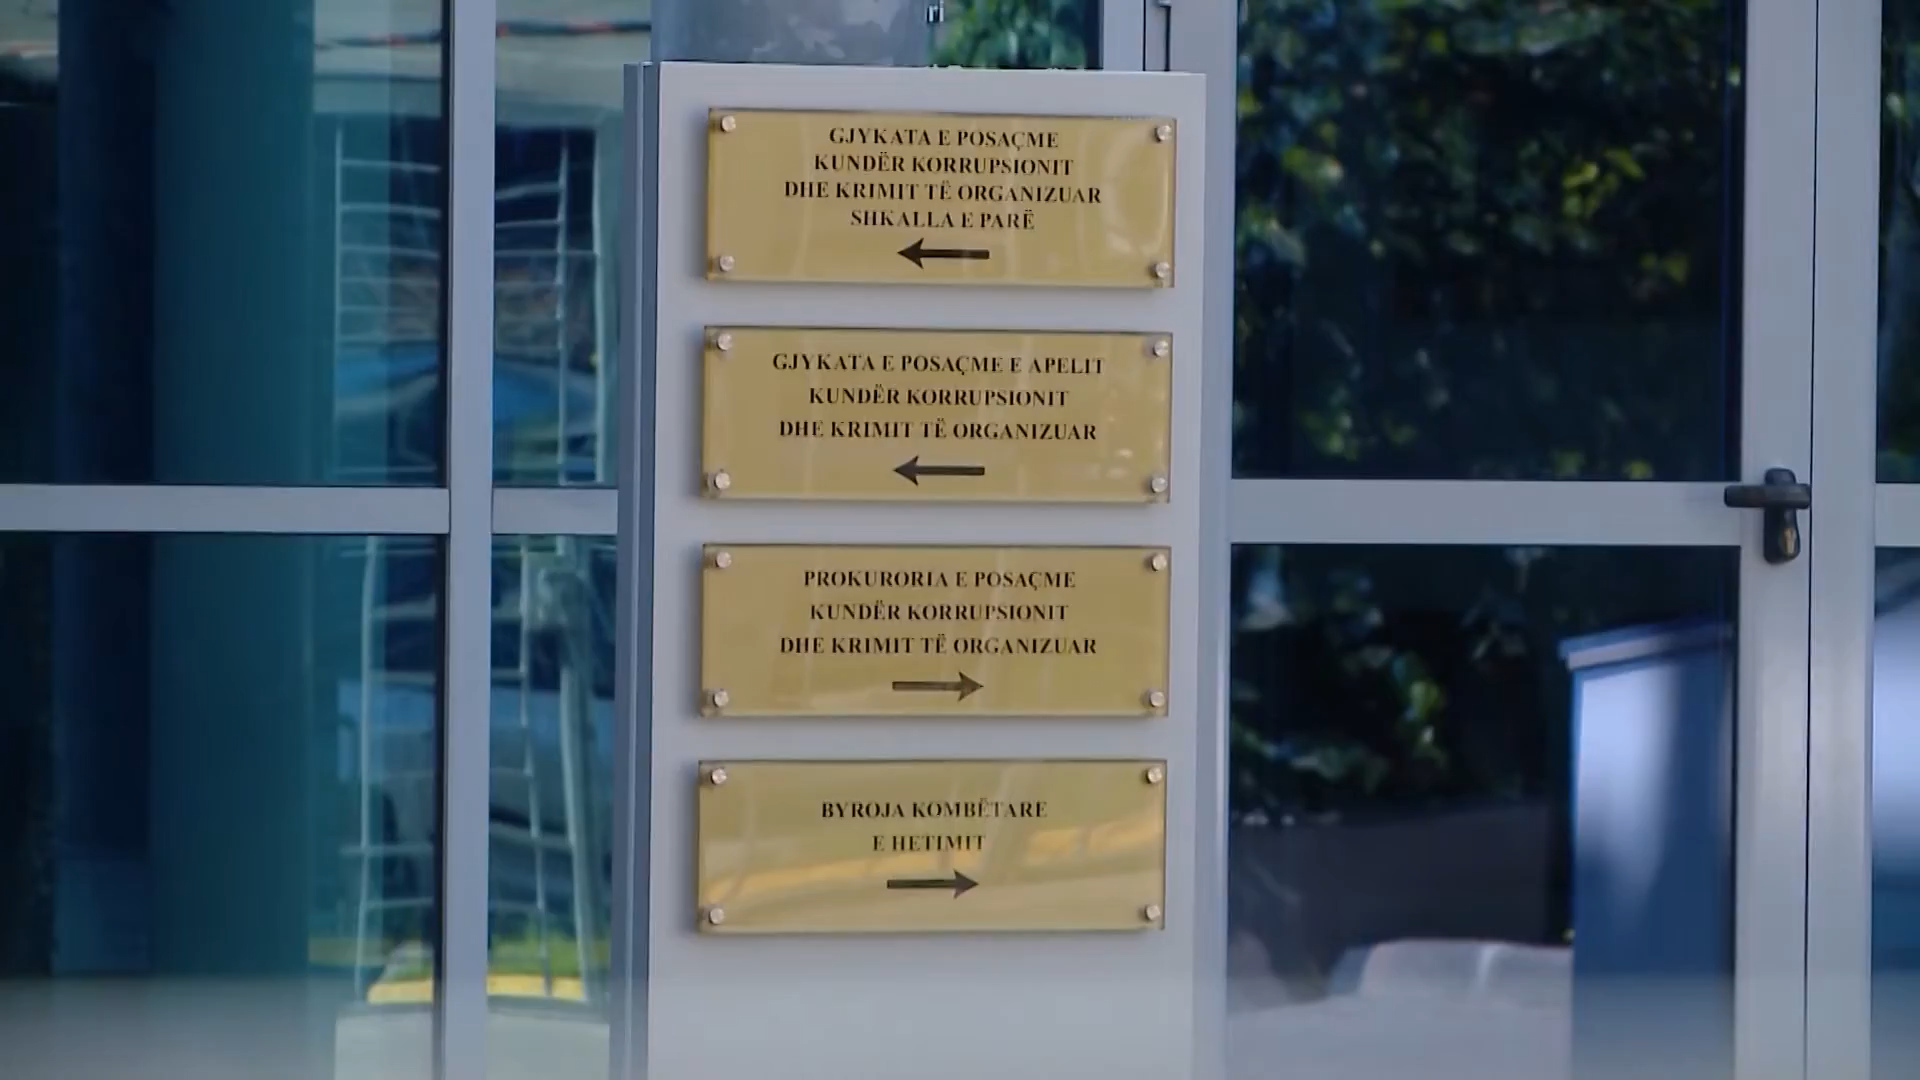 GJYKATA E POSAÇME
KUNDËR KORRUPSIONIT
DHE KRIMIT TË ORGANIZUAR
SHKALLA E PARË
GJYKATA E POSAÇME E APELIT
KUNDËR KORRUPSIONIT
DHE KRIMIT TË ORGANIZUAR
PROKURORIA E POSAÇME
KUNDËR KORRUPSIONIT
DHE KRIMIT TË ORGANIZUAR
BYROJA KOMBËTARE
E HETIMIT